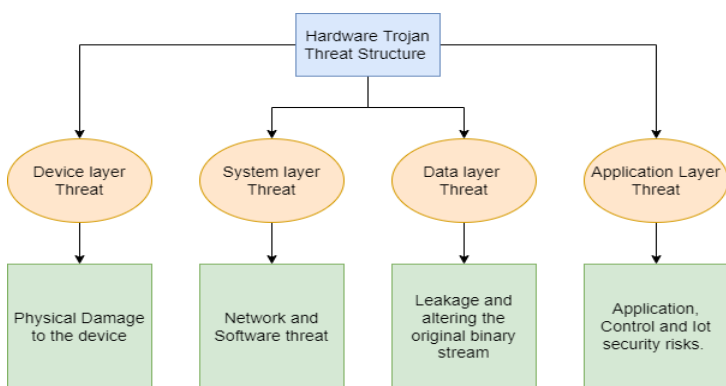 Hardware Trojan
Threat Structure
Device layer
Threat
System layer
Threat
Data layer
Threat
Application Layer
Threat
Physical Damage
to the device
Network and
Software threat
Leakage and
altering the
original binary
stream
Application,
Control and Iot
security risks.